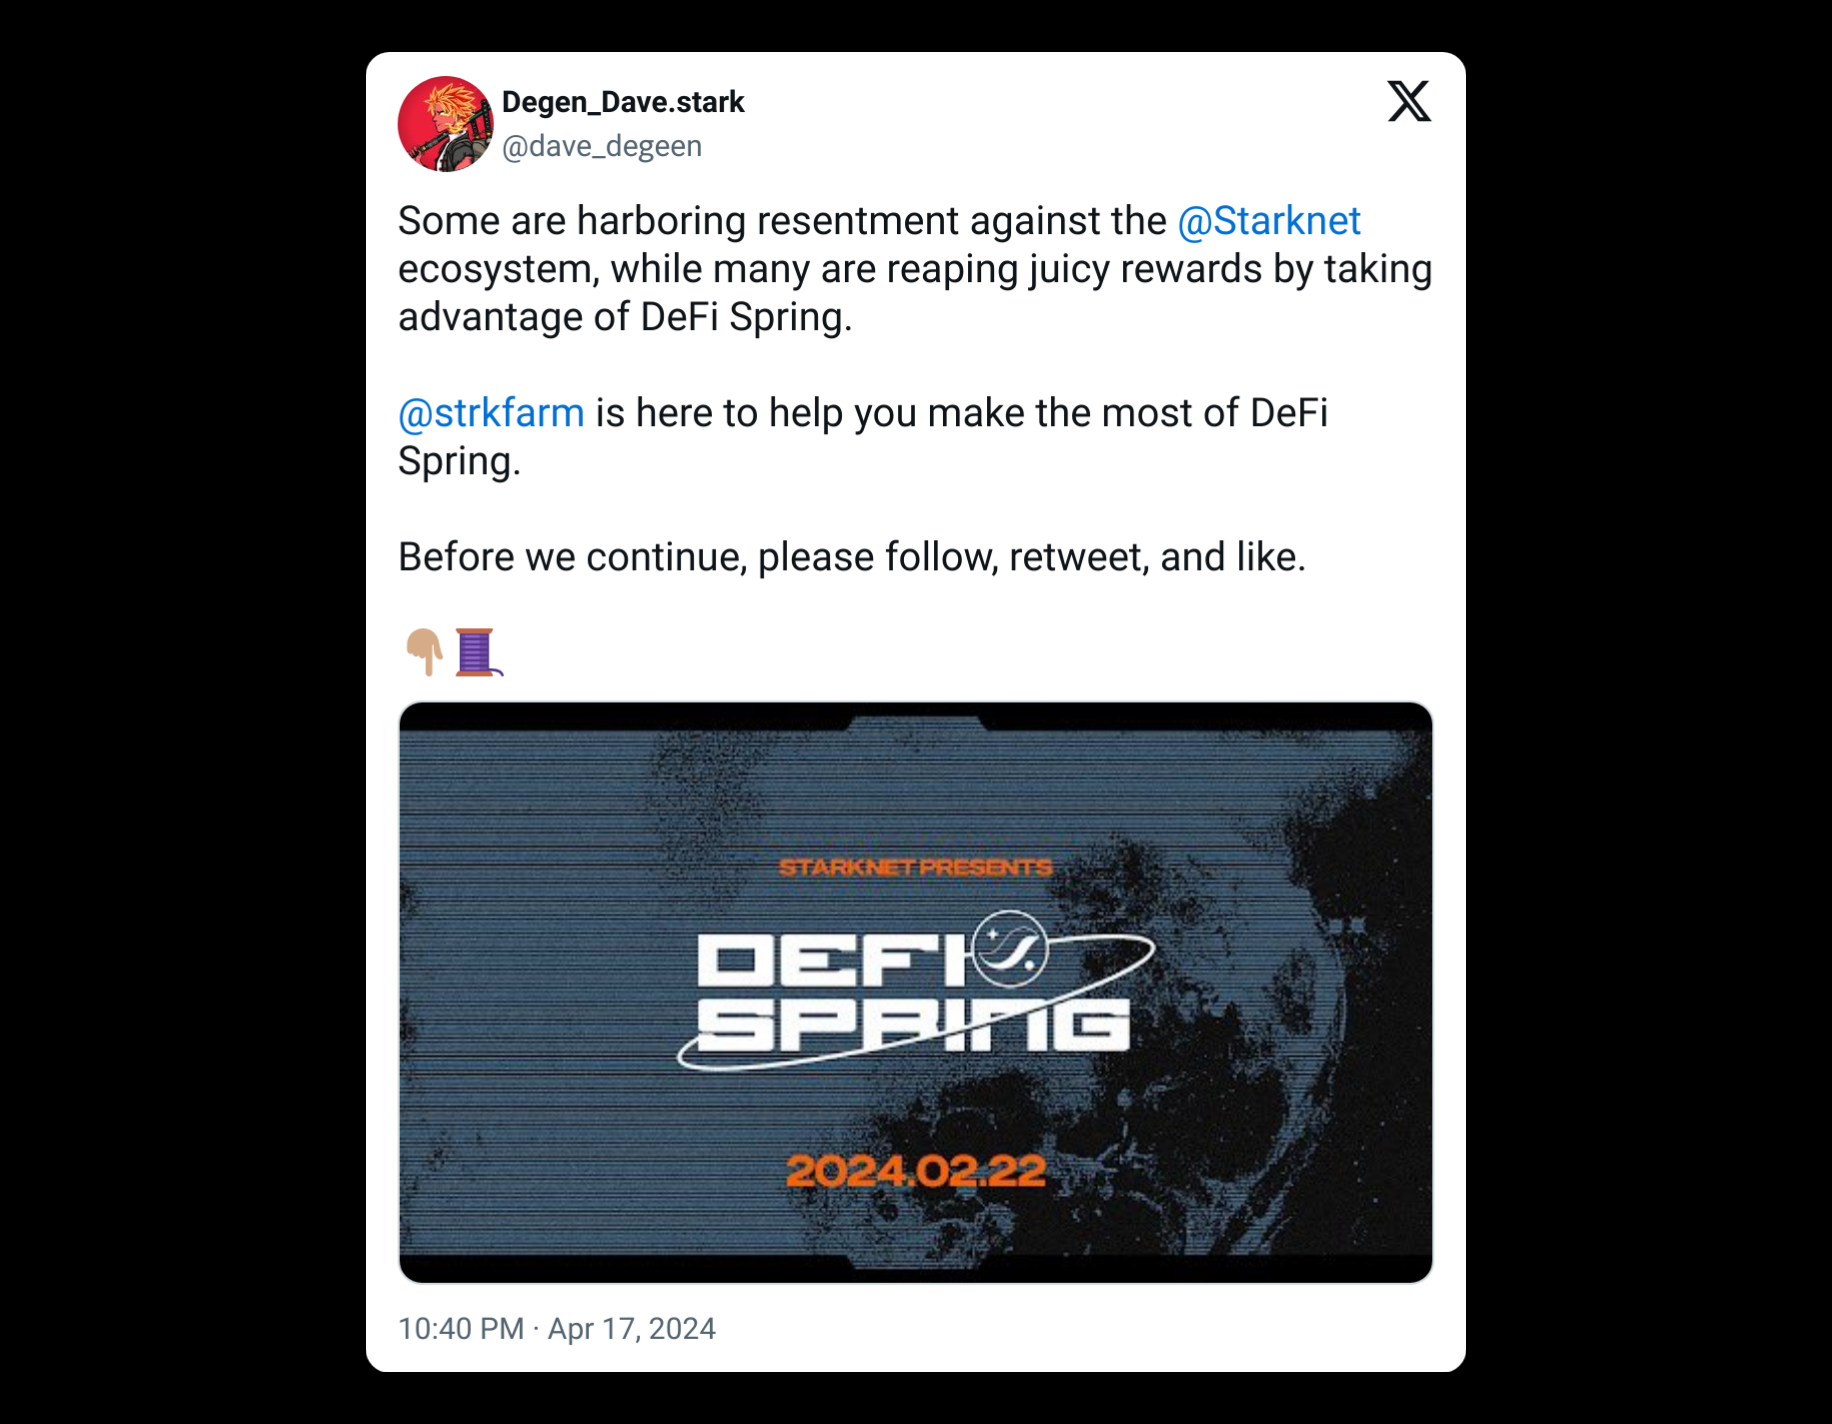 Degen_Dave.stark
@dave_degeen
Some are harboring resentment against the @Starknet
ecosystem, while many are reaping juicy rewards by taking
advantage of DeFi Spring.
@strkfarm is here to help you make the most of DeFi
Spring.
Before we continue, please follow, retweet, and like.
👇🏼🧵
STARKNET PRESENTS
DEFI
SPRING
2024.02.22
10:40 PM · Apr 17, 2024